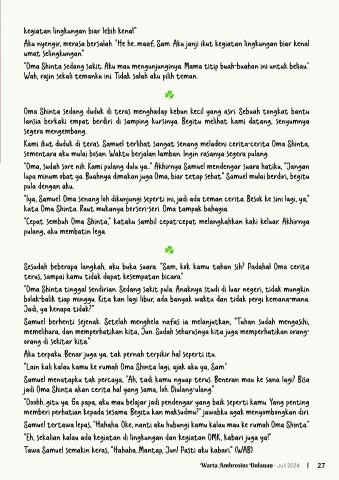 kegiatan lingkungan biar lebih kenal."
Aku nyengir, merasa bersalah. "He he..maaf, Sam. Aku janji ikut kegiatan lingkungan biar kenal
umat selingkungan."
"Oma Shinta sedang sakit. Aku mau mengunjunginya. Mama titip buah-buahan ini untuk beliau."
Wah, rajin sekali temanku ini. Tidak salah aku pilih teman.
Oma Shinta sedang duduk di teras menghadap kebun kecil yang asri. Sebuah tongkat bantu
lansia berkaki empat berdiri di samping kursinya. Begitu melihat kami datang, senyumnya
segera mengembang.
Kami ikut duduk di teras. Samuel terlihat sangat senang meladeni cerita-cerita Oma Shinta,
sementara aku mulai bosan. Waktu berjalan lamban. Ingin rasanya segera pulang.
"Oma, sudah sore nih. Kami pulang dulu ya.." Akhirnya Samuel mendengar suara hatiku, "Jangan
lupa minum obat ya. Buahnya dimakan juga Oma, biar tetap sehat." Samuel mulai berdiri, begitu
pula dengan aku.
"Iya, Samuel. Oma senang loh dikunjungi seperti ini, jadi ada teman cerita. Besok ke sini lagi, ya,"
kata Oma Shinta. Raut mukanya berseri-seri. Oma tampak bahagia.
"Cepat sembuh Oma Shinta," kataku sambil cepat-cepat melangkahkan kaki keluar. Akhirnya
pulang, aku membatin lega.
Sesudah beberapa langkah, aku buka suara. "Sam, kok kamu tahan sih? Padahal Oma cerita
terus, sampai kamu tidak dapat kesempatan bicara."
"Oma Shinta tinggal sendirian. Sedang sakit pula. Anaknya studi di luar negeri, tidak mungkin
bolak-balik tiap minggu. Kita kan lagi libur, ada banyak waktu dan tidak pergi kemana-mana.
Jadi, ya kenapa tidak?"
Samuel berhenti sejenak. Setelah menghela nafas ia melanjutkan, "Tuhan sudah mengasihi,
memelihara, dan memperhatikan kita, Jun. Sudah seharusnya kita juga memperhatikan orang-
orang di sekitar kita."
Aku terpaku. Benar juga ya, tak pernah terpikir hal seperti itu.
"Lain kali kalau kamu ke rumah Oma Shinta lagi, ajak aku ya, Sam."
Samuel menatapku tak percaya, "Ah, tadi kamu nguap terus. Beneran mau ke sana lagi? Bisa
jadi Oma Shinta akan cerita hal yang sama, loh. Diulang-ulang."
"Ooohh..gitu ya. Ga papa, aku mau belajar jadi pendengar yang baik seperti kamu. Yang penting
memberi perhatian kepada sesama. Begitu kan maksudmu?" jawabku agak menyombongkan diri.
Samuel tertawa lepas, "Hahaha. Oke, nanti aku hubungi kamu kalau mau ke rumah Oma Shinta."
"Eh, sekalian kalau ada kegiatan di lingkungan dan kegiatan OMK, kabari juga ya!"
Tawa Samuel semakin keras, "Hahaha..Mantap, Jun! Pasti aku kabari." (WAB)
Warta Ambrosius Bulanan - Juli 2024 | 27